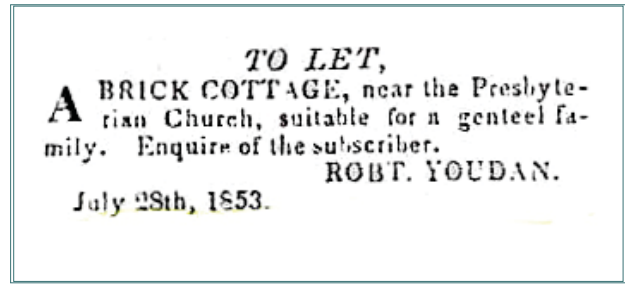 TO LET,
A BRICK COTTAGE, near the Presbyte-
rian Church, suitable for a genteel fa-
mily. Enquire of the subscriber.
ROBT. YOUDAN.
July 28th, 1853.